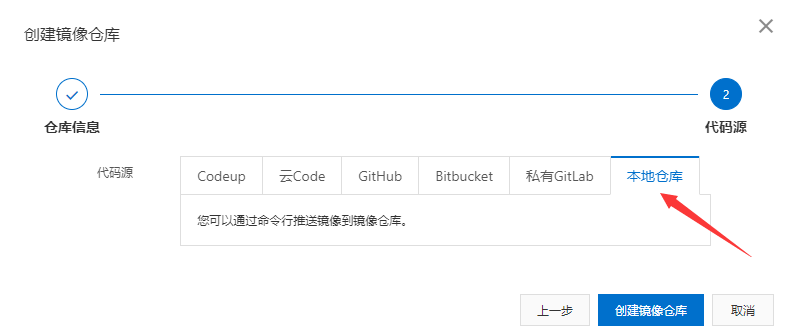 创建镜像仓库
2
仓库信息 代码源
代码源 Codeup 云Code GitHub Bitbucket 私有GitLab 本地仓库
您可以通过命令行推送镜像到镜像仓库。
上一步 创建镜像仓库 取消